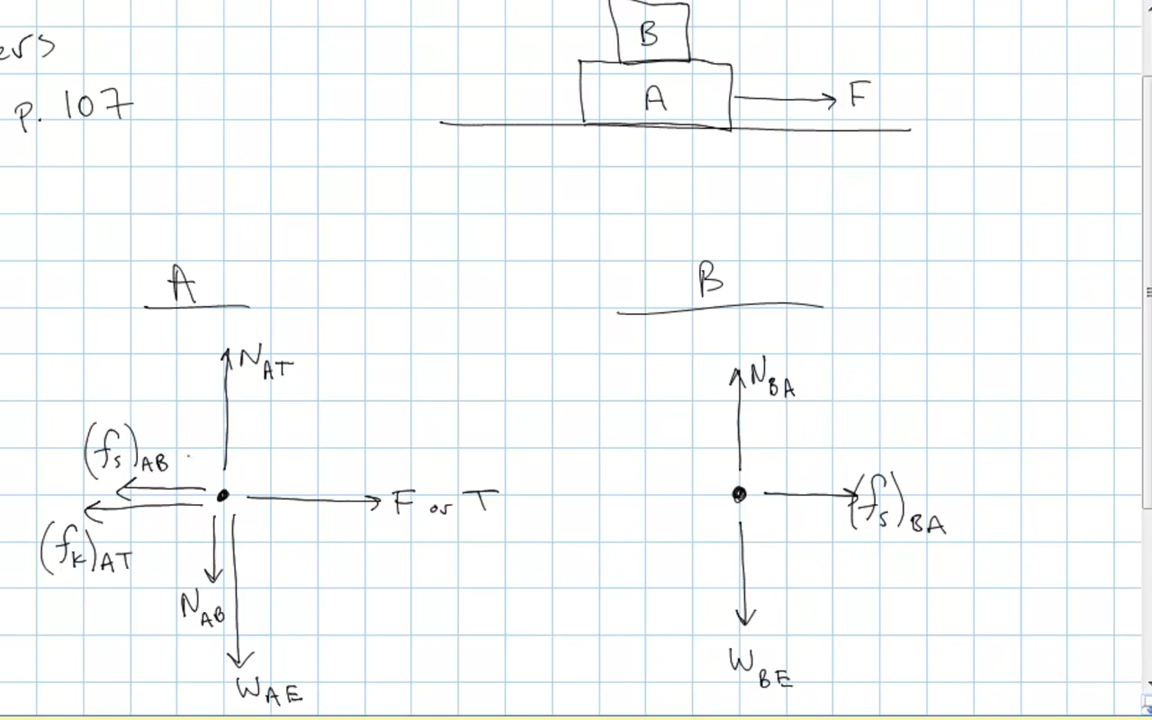 B
ers
A
F
p. 107
A
B
N_AT
N_BA
(f_s)_AB
F or T
(f_s)_BA
(f_k)_AT
N_AB
W_BE
W_AE